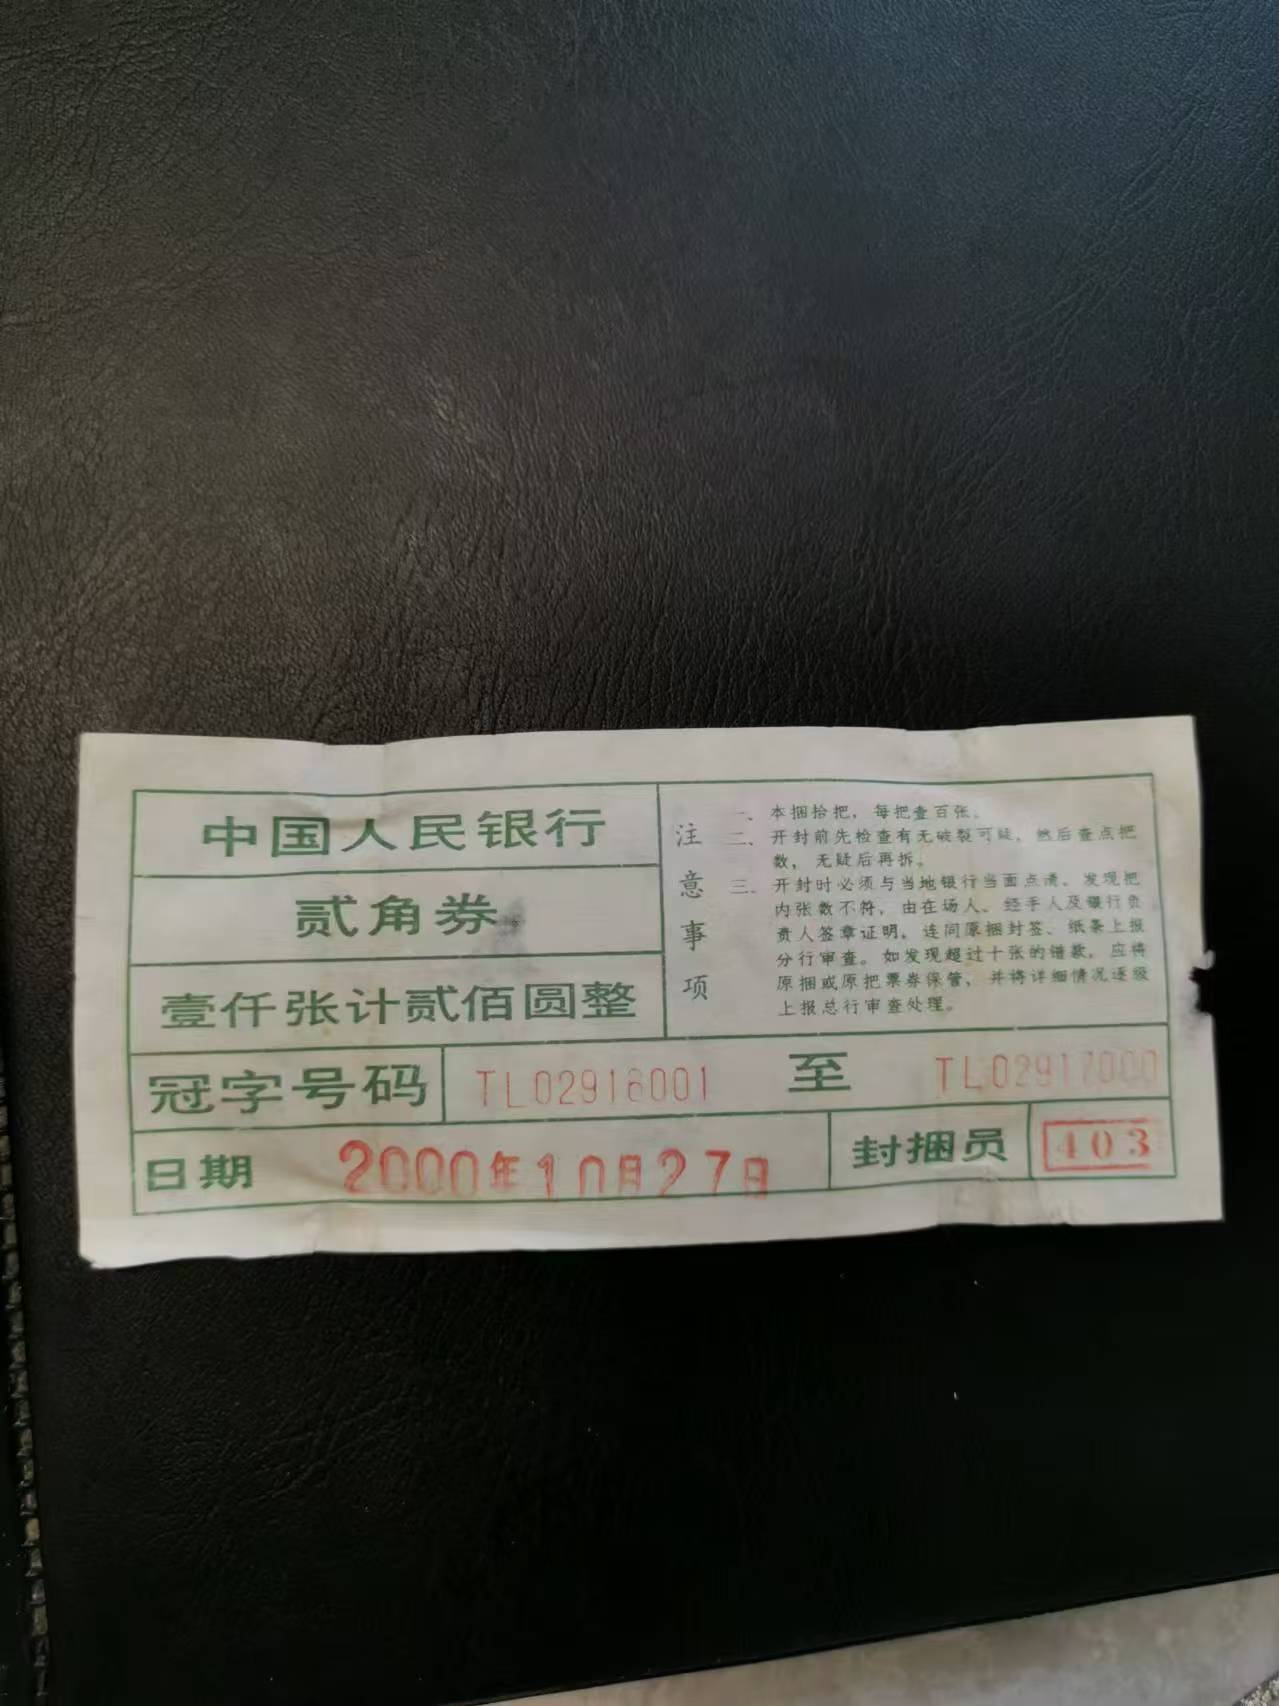 中国人民银行
贰角券
壹仟张计贰佰圆整
注意事项
一、本捆拾把，每把壹百张。
二、开封前先检查有无破裂可疑，然后查点把
数，无疑后再拆。
三、开封时必须与当地银行当面点清，发现把
内张数不符，由在场人、经手人及银行负
责人签章证明，连同原捆封签、纸条上报
分行审查。如发现超过十张的错款，应将
原捆或原把票券保管，并将详细情况逐级
上报总行审查处理。
冠字号码 TL02916001 至 TL02917000
日期 2000年10月27日 封捆员 403